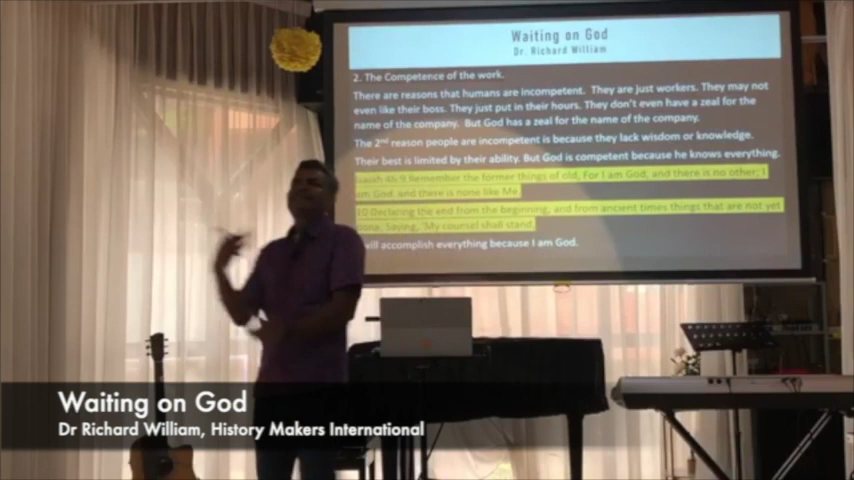 Waiting on God
Dr. Richard William
2. The Competence of the work.
There are reasons that humans are incompetent. They are just workers. They may not
even like their boss. They just put in their hours. They don't even have a zeal for the
name of the company. But God has a zeal for the name of the company.
The 2nd reason people are incompetent is because they lack wisdom or knowledge.
Their best is limited by their ability. But God is competent because he knows everything.
Isaiah 46:9 Remember the former things of old, For I am God, and there is no other; I
am God, and there is none like Me
10 Declaring the end from the beginning, and from ancient times things that are not yet
done, Saying, 'My counsel shall stand,
will accomplish everything because I am God.
Waiting on God
Dr Richard William, History Makers International